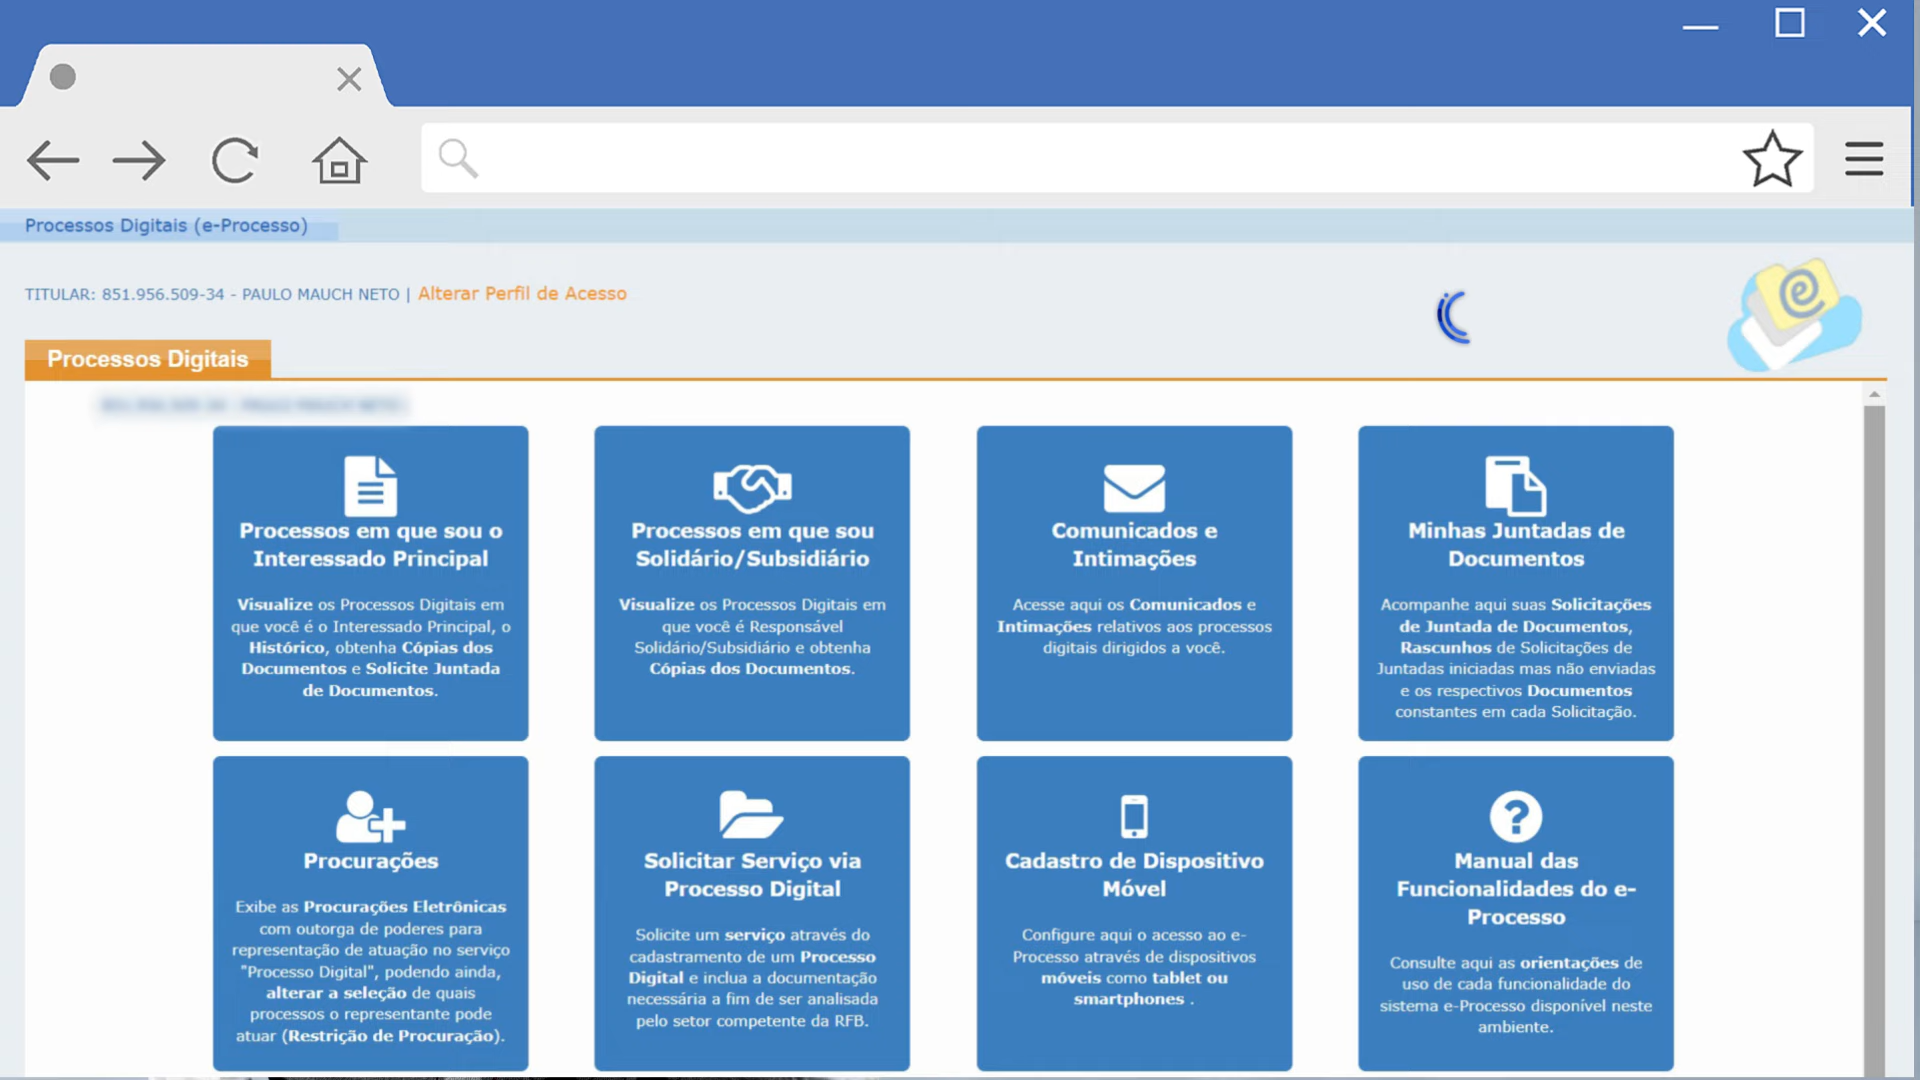 Processos Digitais (e-Processo)
TITULAR: 851.956.509-34 - PAULO MAUCH NETO | Alterar Perfil de Acesso
Processos Digitais
Processos em que sou o
Interessado Principal
Visualize os Processos Digitais em
que você é o Interessado Principal, o
Histórico, obtenha Cópias dos
Documentos e Solicite Juntada
de Documentos.
Processos em que sou
Solidário/Subsidiário
Visualize os Processos Digitais em
que você é Responsável
Solidário/Subsidiário e obtenha
Cópias dos Documentos.
Comunicados e
Intimações
Acesse aqui os Comunicados e
Intimações relativos aos processos
digitais dirigidos a você.
Minhas Juntadas de
Documentos
Acompanhe aqui suas Solicitações
de Juntada de Documentos,
Rascunhos de Solicitações de
Juntadas iniciadas mas não enviadas
e os respectivos Documentos
constantes em cada Solicitação.
Procurações
Exibe as Procurações Eletrônicas
com outorga de poderes para
representação de atuação no serviço
"Processo Digital", podendo ainda,
alterar a seleção de quais
processos o representante pode
atuar (Restrição de Procuração).
Solicitar Serviço via
Processo Digital
Solicite um serviço através do
cadastramento de um Processo
Digital e inclua a documentação
necessária a fim de ser analisada
pelo setor competente da RFB.
Cadastro de Dispositivo
Móvel
Configure aqui o acesso ao e-
Processo através de dispositivos
móveis como tablet ou
smartphones .
Manual das
Funcionalidades do e-
Processo
Consulte aqui as orientações de
uso de cada funcionalidade do
sistema e-Processo disponível neste
ambiente.